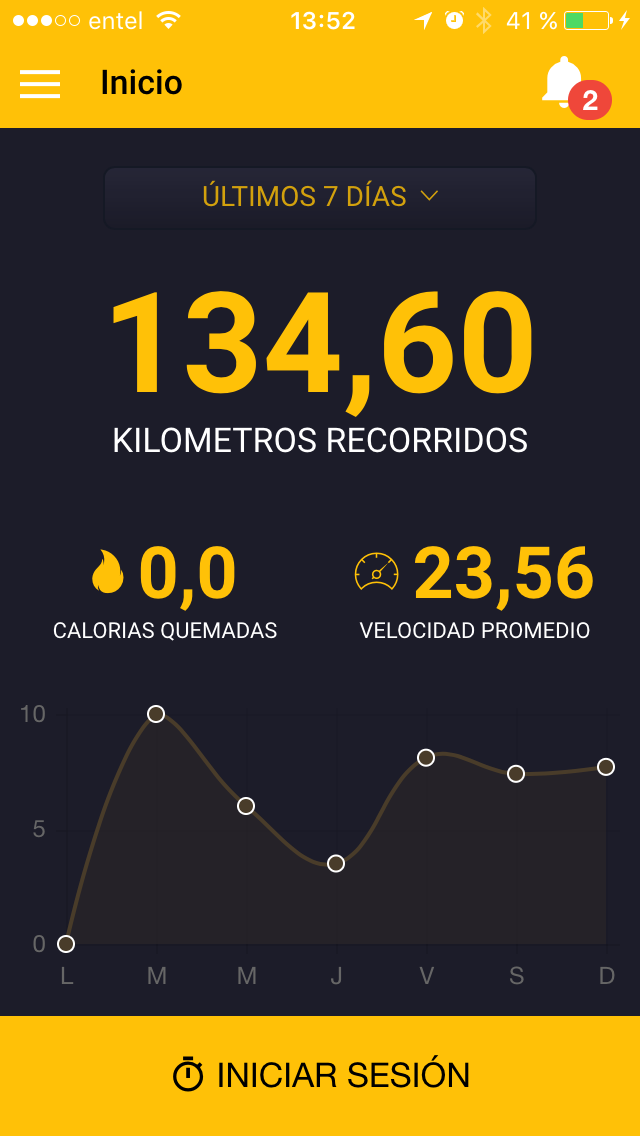 entel 13:52 41 %
Inicio
2
ÚLTIMOS 7 DÍAS
134,60
KILOMETROS RECORRIDOS
0,0 23,56
CALORIAS QUEMADAS VELOCIDAD PROMEDIO
10
5
0
L M M J V S D
INICIAR SESIÓN